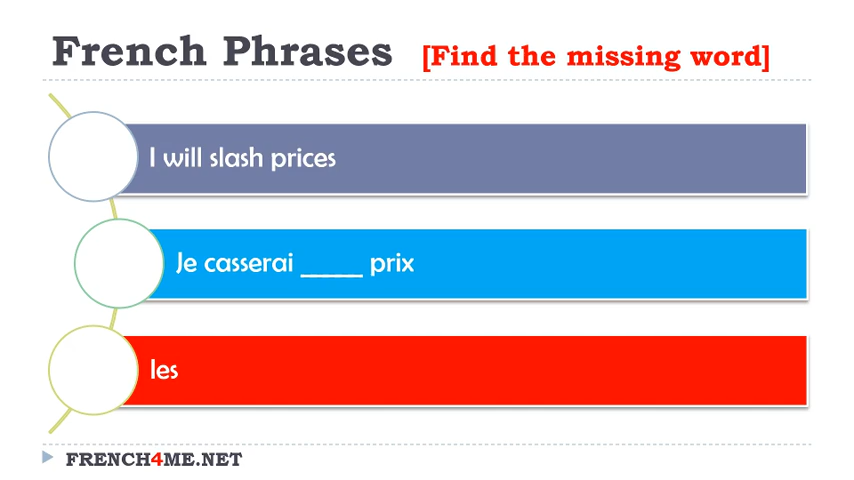 French Phrases [Find the missing word]
I will slash prices
Je casserai _____ prix
les
FRENCH4ME.NET